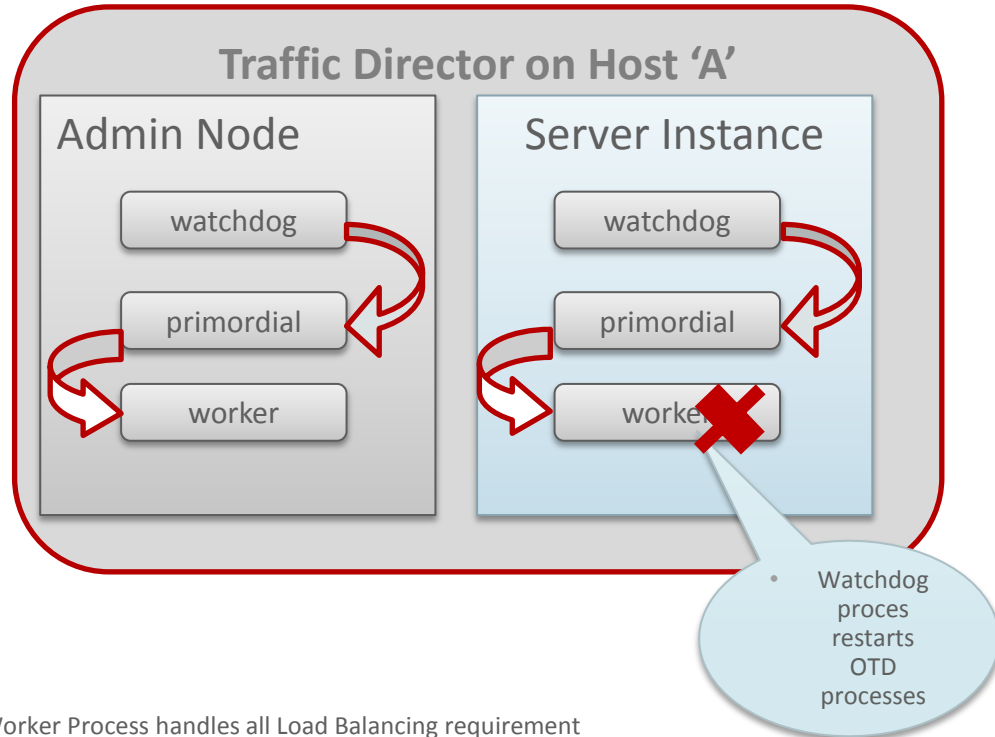 Traffic Director on Host ‘A’
Admin Node
watchdog
primordial
worker
Server Instance
watchdog
primordial
worker
• Watchdog
proces
restarts
OTD
processes
Process handles all Load Balancing requirement